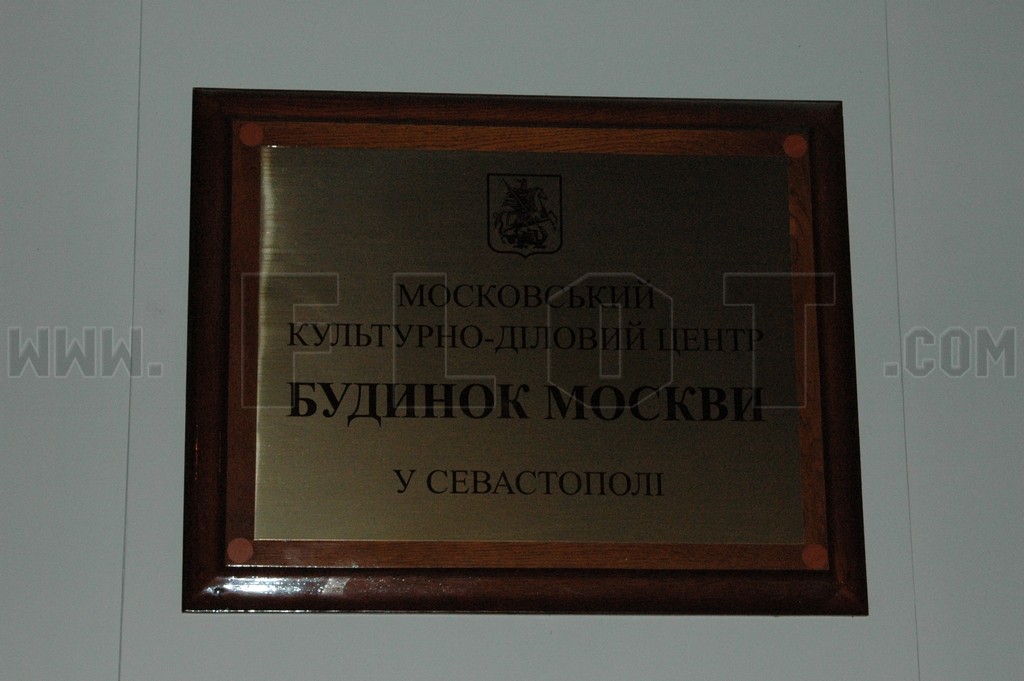 МОСКОВСЬКИЙ
КУЛЬТУРНО-ДІЛОВИЙ ЦЕНТР
БУДИНОК МОСКВИ
У СЕВАСТОПОЛІ
WWW.FLOT.COM